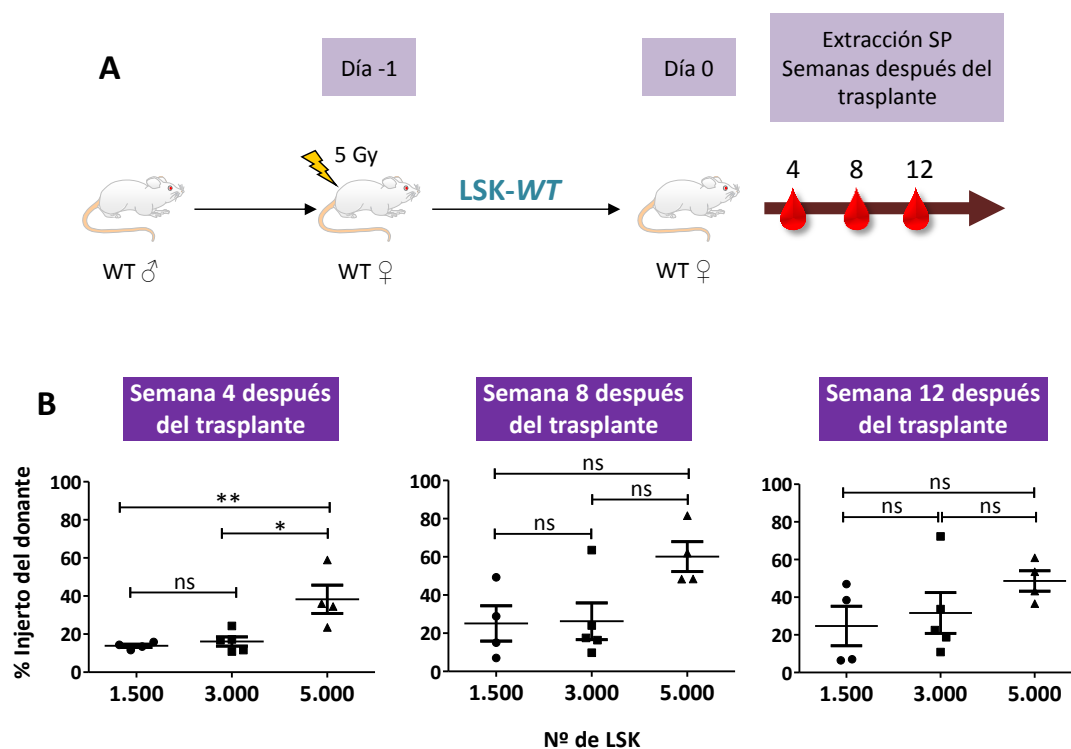 A
Día -1
Día 0
Extracción SP
Semanas después del
trasplante
5 Gy
LSK-WT
4 8 12
WT ♂
WT ♀
WT ♀
B
Semana 4 después
del trasplante
Semana 8 después
del trasplante
Semana 12 después
del trasplante
% Injerto del donante
100
80
60
40
20
0
**
*
ns
1.500 3.000 5.000
100
80
60
40
20
0
ns
ns
ns
1.500 3.000 5.000
100
80
60
40
20
0
ns
ns ns
1.500 3.000 5.000
Nº de LSK